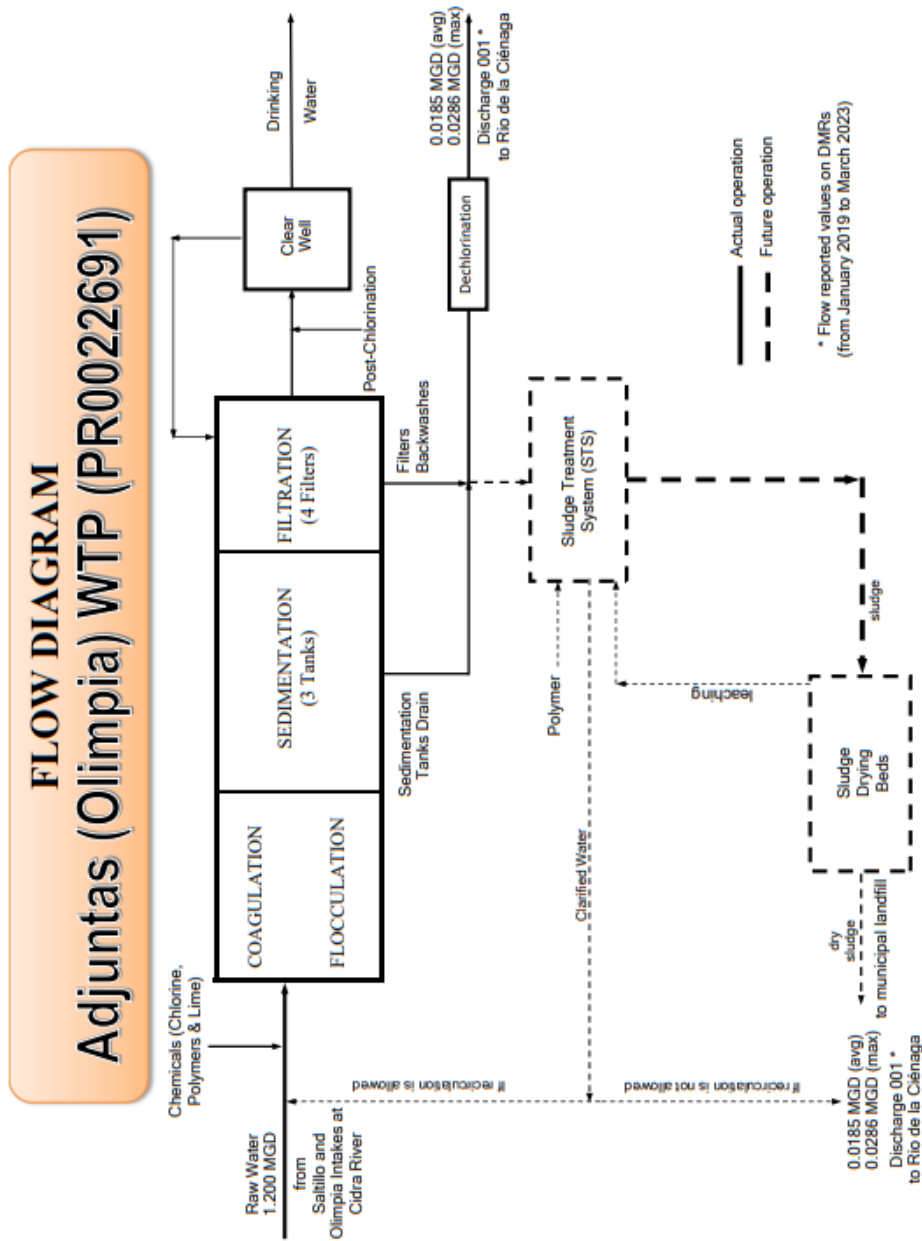 FLOW DIAGRAM
Adjuntas (Olimpia) WTP (PR0022691)
Chemicals (Chlorine,
Polymers & Lime)
Raw Water
1.200 MGD
from
Saltillo and
Olimpia Intakes at
Cidra River
COAGULATION
FLOCCULATION
SEDIMENTATION
(3 Tanks)
FILTRATION
(4 Filters)
Post-Chlorination
Clear
Well
Drinking
Water
Sedimentation
Tanks Drain
Filters
Backwashes
Dechlorination
0.0185 MGD (avg)
0.0286 MGD (max)
Discharge 001 *
to Rio de la Ciénaga
If recirculation is allowed
If recirculation is not allowed
Clarified Water
Polymer
Sludge Treatment
System (STS)
leaching
sludge
Sludge
Drying
Beds
dry
sludge
to municipal landfill
0.0185 MGD (avg)
0.0286 MGD (max)
Discharge 001 *
to Rio de la Ciénaga
Actual operation
Future operation
* Flow reported values on DMRs
(from January 2019 to March 2023)